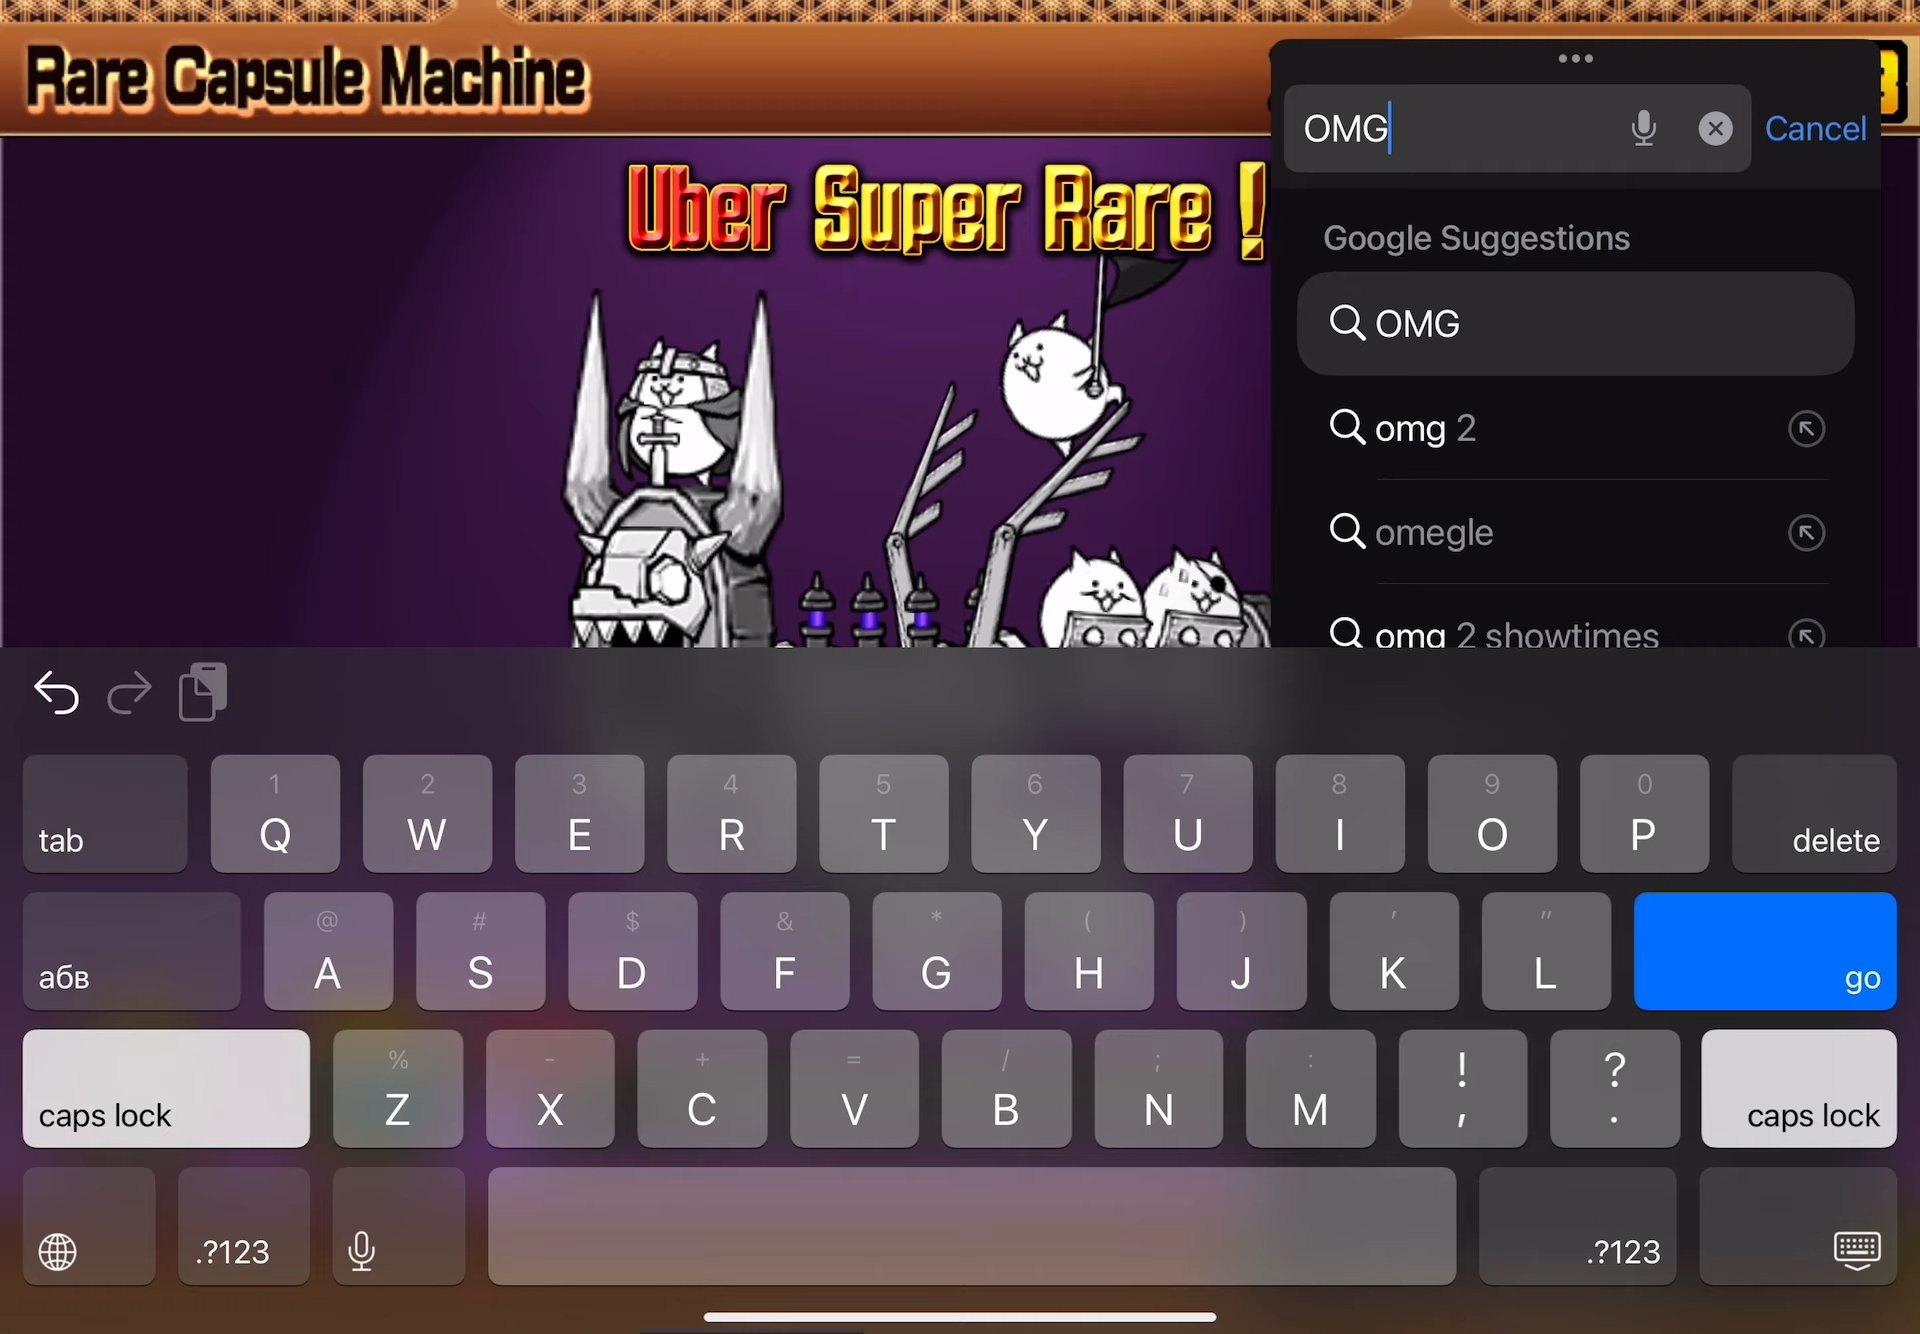 Rare Capsule Machine
OMG
Cancel
Uber Super Rare !
Google Suggestions
OMG
omg 2
omegle
omg 2 showtimes
tab
1 2 3 4 5 6 7 8 9 0
Q W E R T Y U I O P
delete
@ # $ & * ( ) ' "
абв
A S D F G H J K L
go
% - + = / ; : ! ?
caps lock
Z X C V B N M , .
caps lock
.?123
.?123